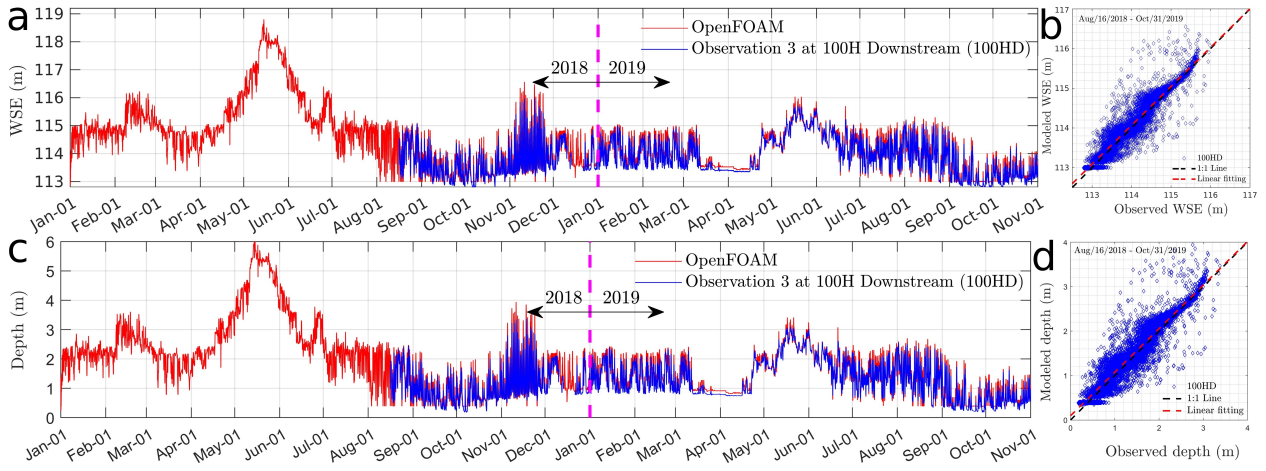 a
119
118
117
116
115
114
113
WSE (m)
OpenFOAM
Observation 3 at 100H Downstream (100HD)
2018
2019
Jan-01
Feb-01
Mar-01
Apr-01
May-01
Jun-01
Jul-01
Aug-01
Sep-01
Oct-01
Nov-01
Dec-01
Jan-01
Feb-01
Mar-01
Apr-01
May-01
Jun-01
Jul-01
Aug-01
Sep-01
Oct-01
Nov-01
b
Aug/16/2018 - Oct/31/2019
117
116
115
114
113
Modeled WSE (m)
100HD
1:1 Line
Linear fitting
113
114
115
116
117
Observed WSE (m)
c
6
5
4
3
2
1
0
Depth (m)
OpenFOAM
Observation 3 at 100H Downstream (100HD)
2018
2019
Jan-01
Feb-01
Mar-01
Apr-01
May-01
Jun-01
Jul-01
Aug-01
Sep-01
Oct-01
Nov-01
Dec-01
Jan-01
Feb-01
Mar-01
Apr-01
May-01
Jun-01
Jul-01
Aug-01
Sep-01
Oct-01
Nov-01
d
Aug/16/2018 - Oct/31/2019
4
3
2
1
0
Modeled depth (m)
100HD
1:1 Line
Linear fitting
0
1
2
3
4
Observed depth (m)